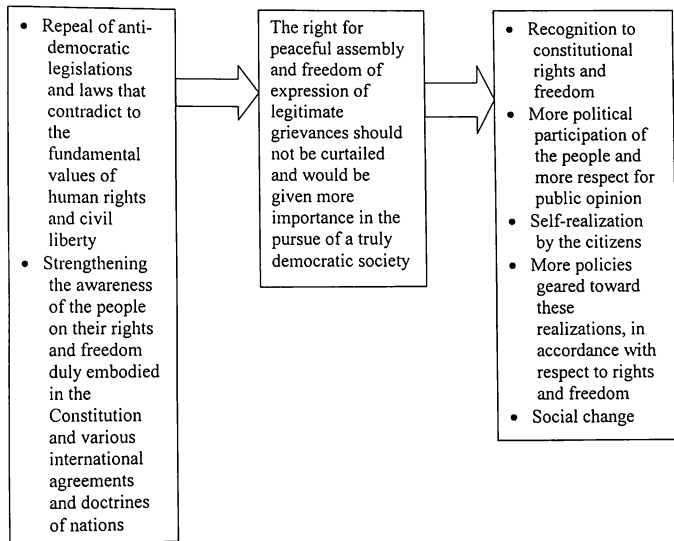 • Repeal of anti-
democratic
legislations
and laws that
contradict to
the
fundamental
values of
human rights
and civil
liberty
• Strengthening
the awareness
of the people
on their rights
and freedom
duly embodied
in the
Constitution
and various
international
agreements
and doctrines
of nations
The right for
peaceful assembly
and freedom of
expression of
legitimate
grievances should
not be curtailed
and would be
given more
importance in the
pursue of a truly
democratic society
• Recognition to
constitutional
rights and
freedom
• More political
participation of
the people and
more respect for
public opinion
• Self-realization
by the citizens
• More policies
geared toward
these
realizations, in
accordance with
respect to rights
and freedom
• Social change